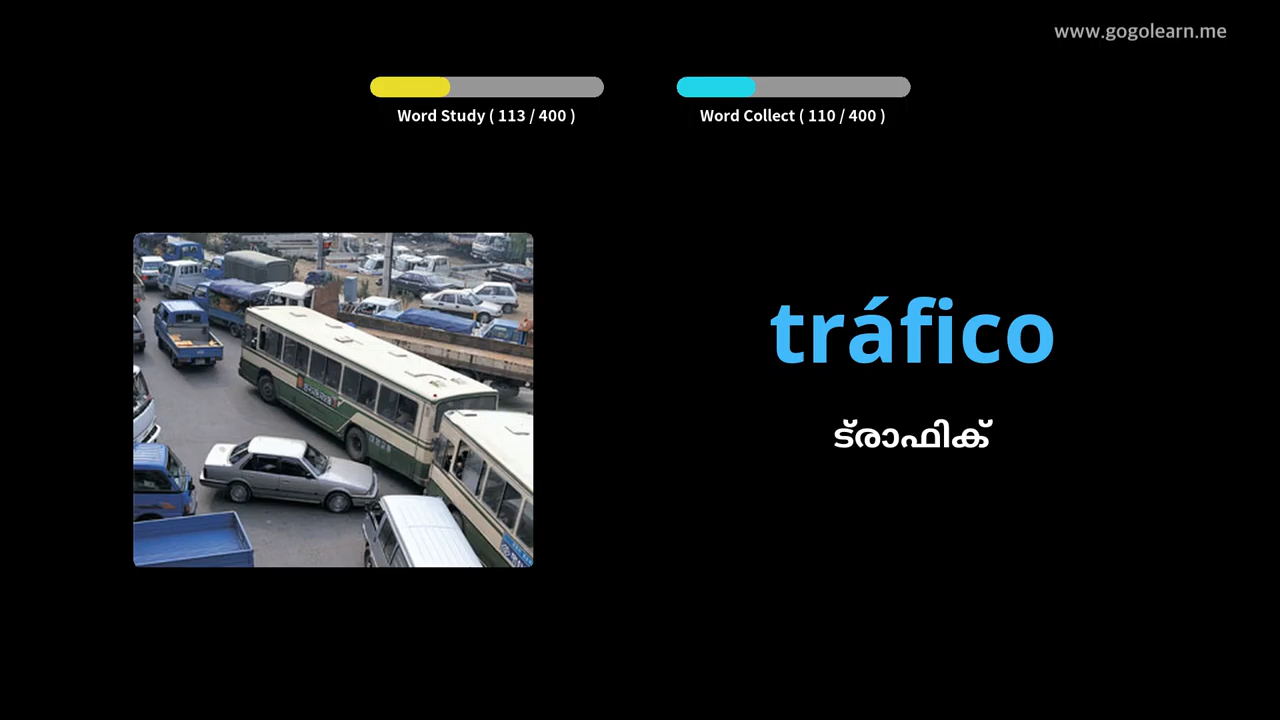 www.gogolearn.me
Word Study ( 113 / 400 )
Word Collect ( 110 / 400 )
tráfico
ട്രാഫിക്